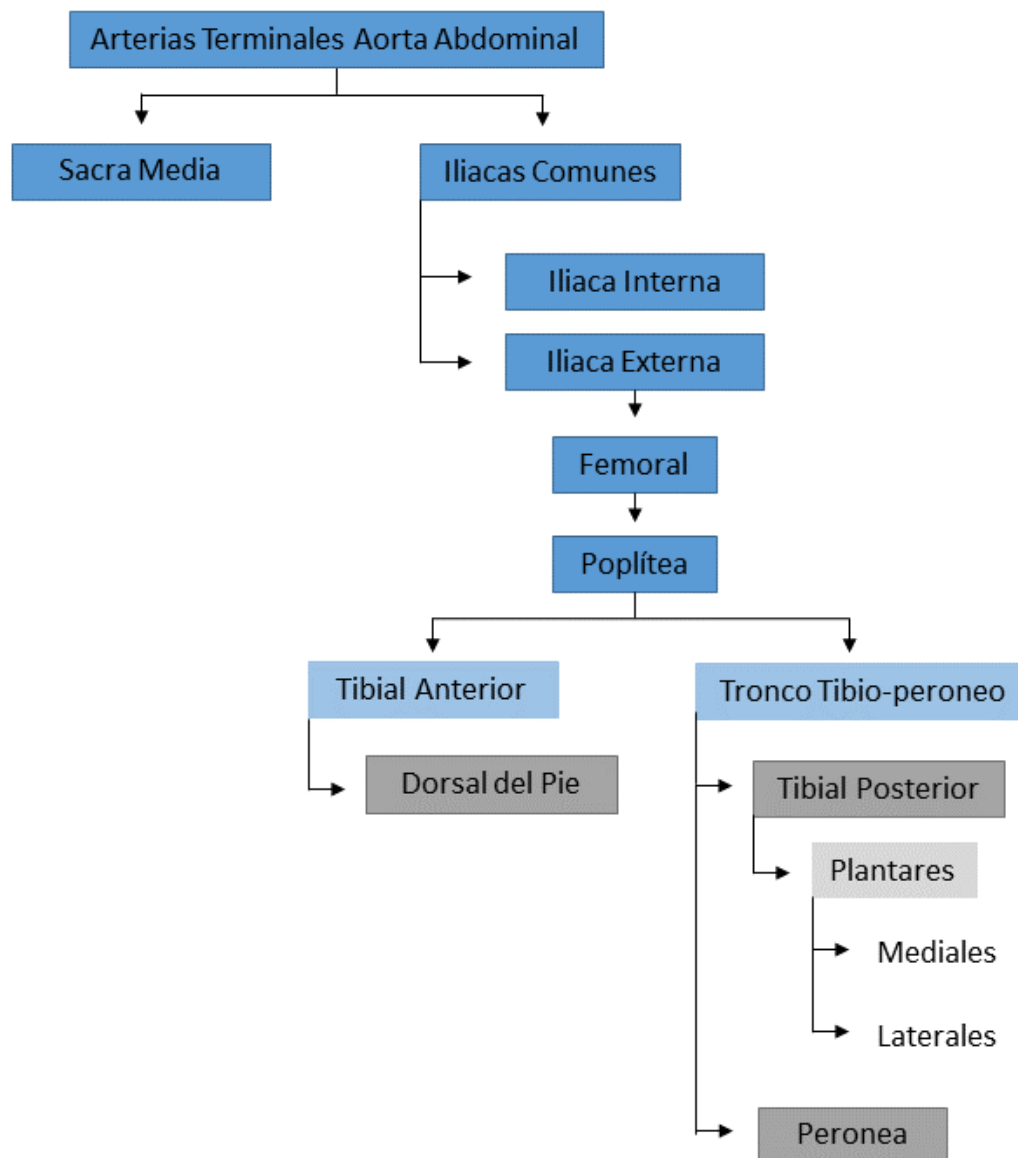 Arterias Terminales Aorta Abdominal
Sacra Media
Iliacas Comunes
Iliaca Interna
Iliaca Externa
Femoral
Poplítea
Tibial Anterior
Tronco Tibio-peroneo
Dorsal del Pie
Tibial Posterior
Plantares
Mediales
Laterales
Peronea